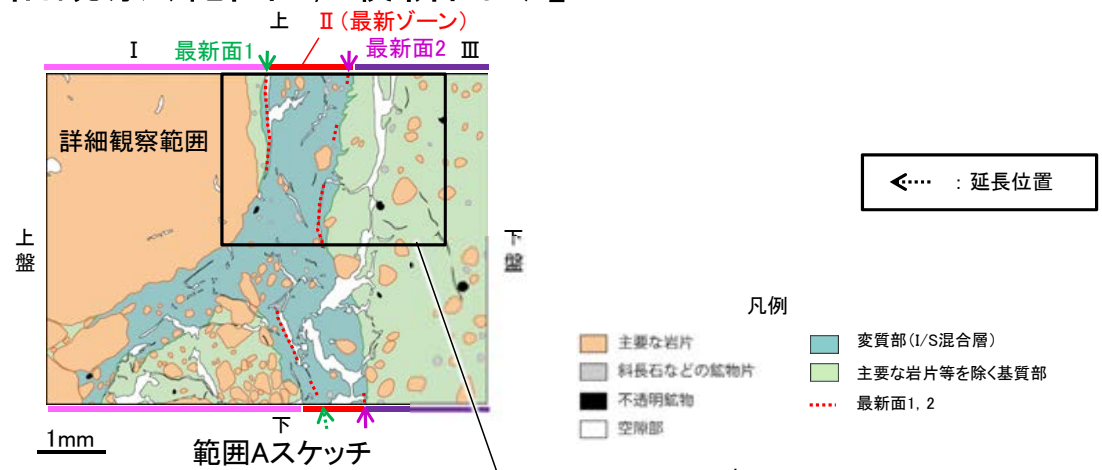 上 Ⅱ（最新ゾーン）
Ⅰ 最新面1 最新面2 Ⅲ
詳細観察範囲
上盤
下盤
下
1mm
範囲Aスケッチ
：延長位置
凡例
主要な岩片
斜長石などの鉱物片
不透明鉱物
空隙部
変質部(I/S混合層)
主要な岩片等を除く基質部
最新面1, 2